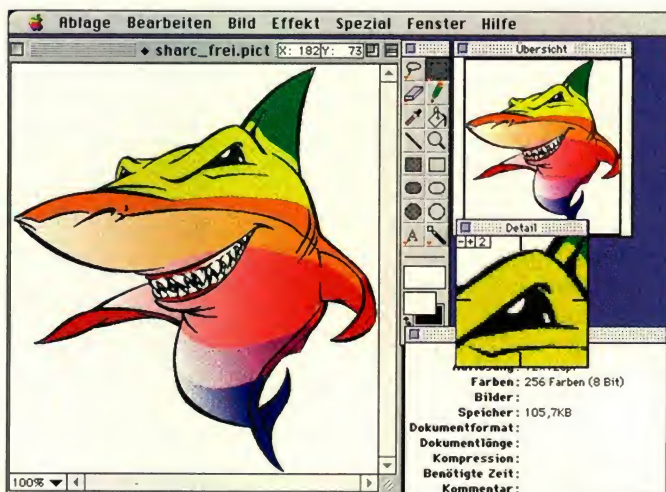 Ablage Bearbeiten Bild Effekt Spezial Fenster Hilfe
◆ sharc_frei.pict X: 182 Y: 73
Übersicht
Detail
- + 2
A
Farben: 256 Farben (8 Bit)
Bilder:
Speicher: 105,7KB
Dokumentformat:
Dokumentlänge:
Kompression:
Benötigte Zeit:
Kommentar:
100%